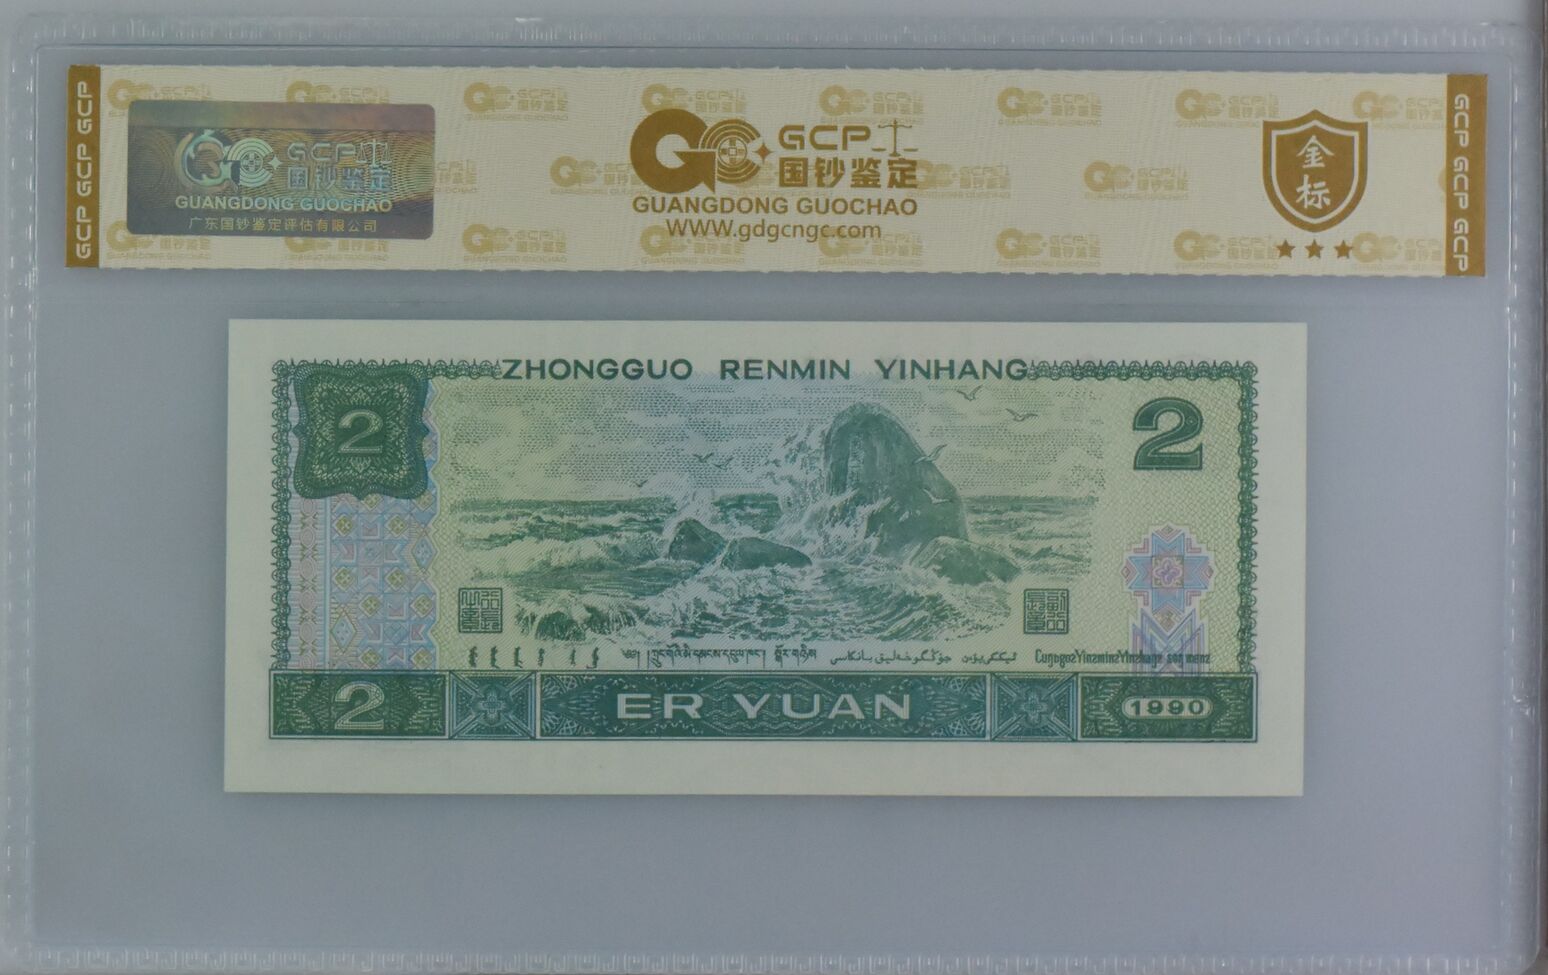 GCP GCP GCP
GCP
国钞鉴定
GUANGDONG GUOCHAO
广东国钞鉴定评估有限公司
GCP
国钞鉴定
GUANGDONG GUOCHAO
WWW.gdgcngc.com
金
标
GCP GCP GCP
ZHONGGUO RENMIN YINHANG
2
2
2
ER YUAN
1990